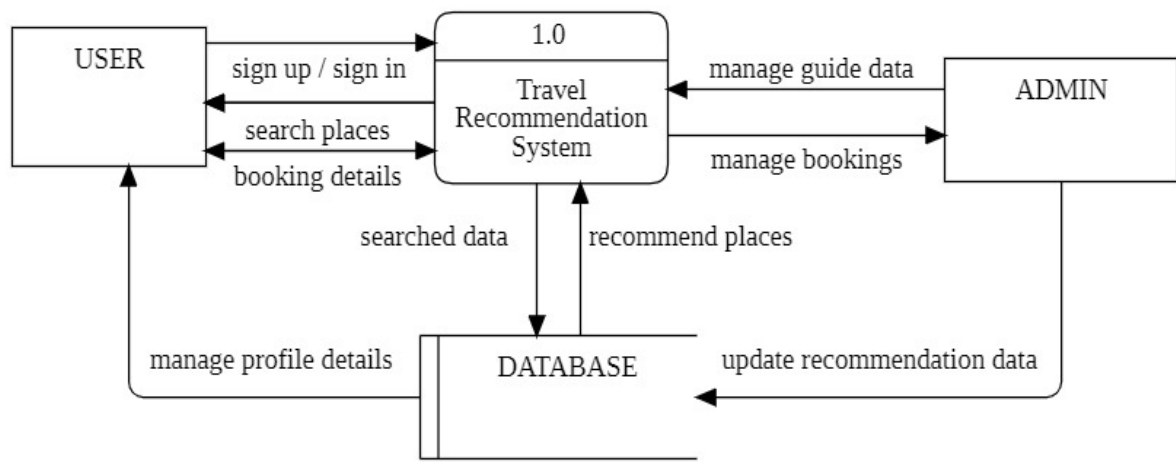 USER
1.0
sign up / sign in
search places
booking details
Travel
Recommendation
System
manage guide data
manage bookings
ADMIN
searched data
recommend places
manage profile details
DATABASE
update recommendation data